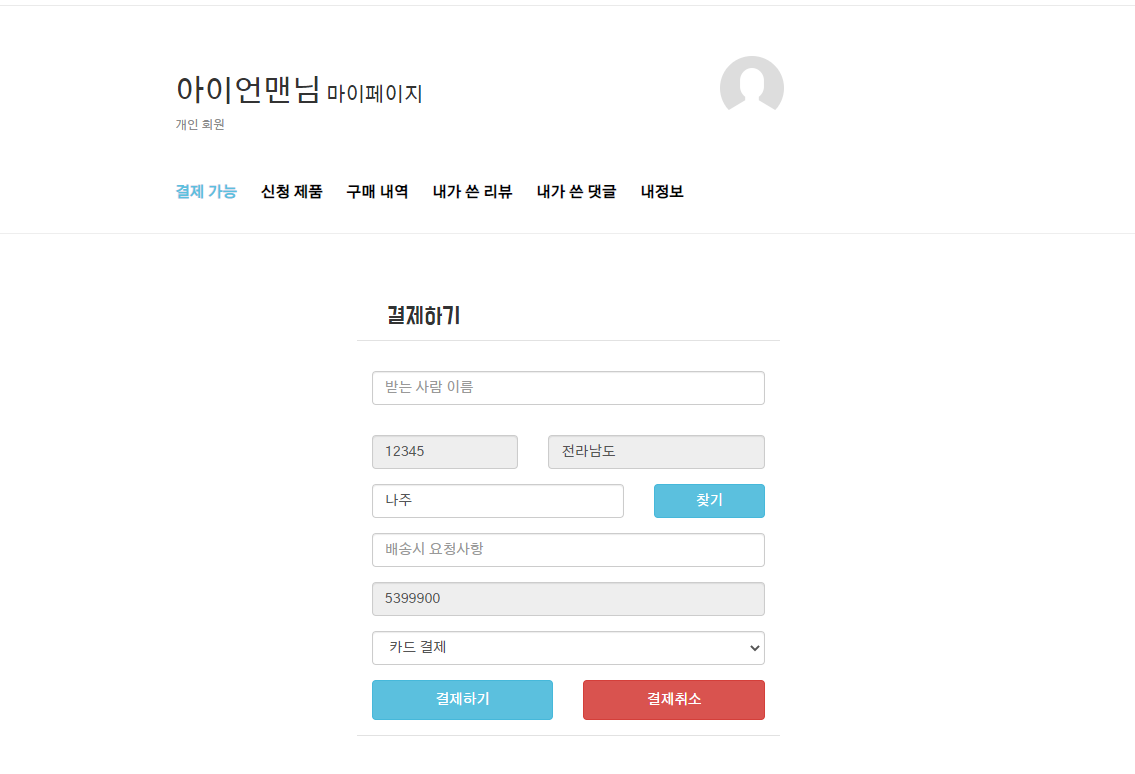 아이언맨님 마이페이지
개인 회원
결제 가능 신청 제품 구매 내역 내가 쓴 리뷰 내가 쓴 댓글 내정보
결제하기
받는 사람 이름
12345 전라남도
나주 찾기
배송시 요청사항
5399900
카드 결제
결제하기 결제취소